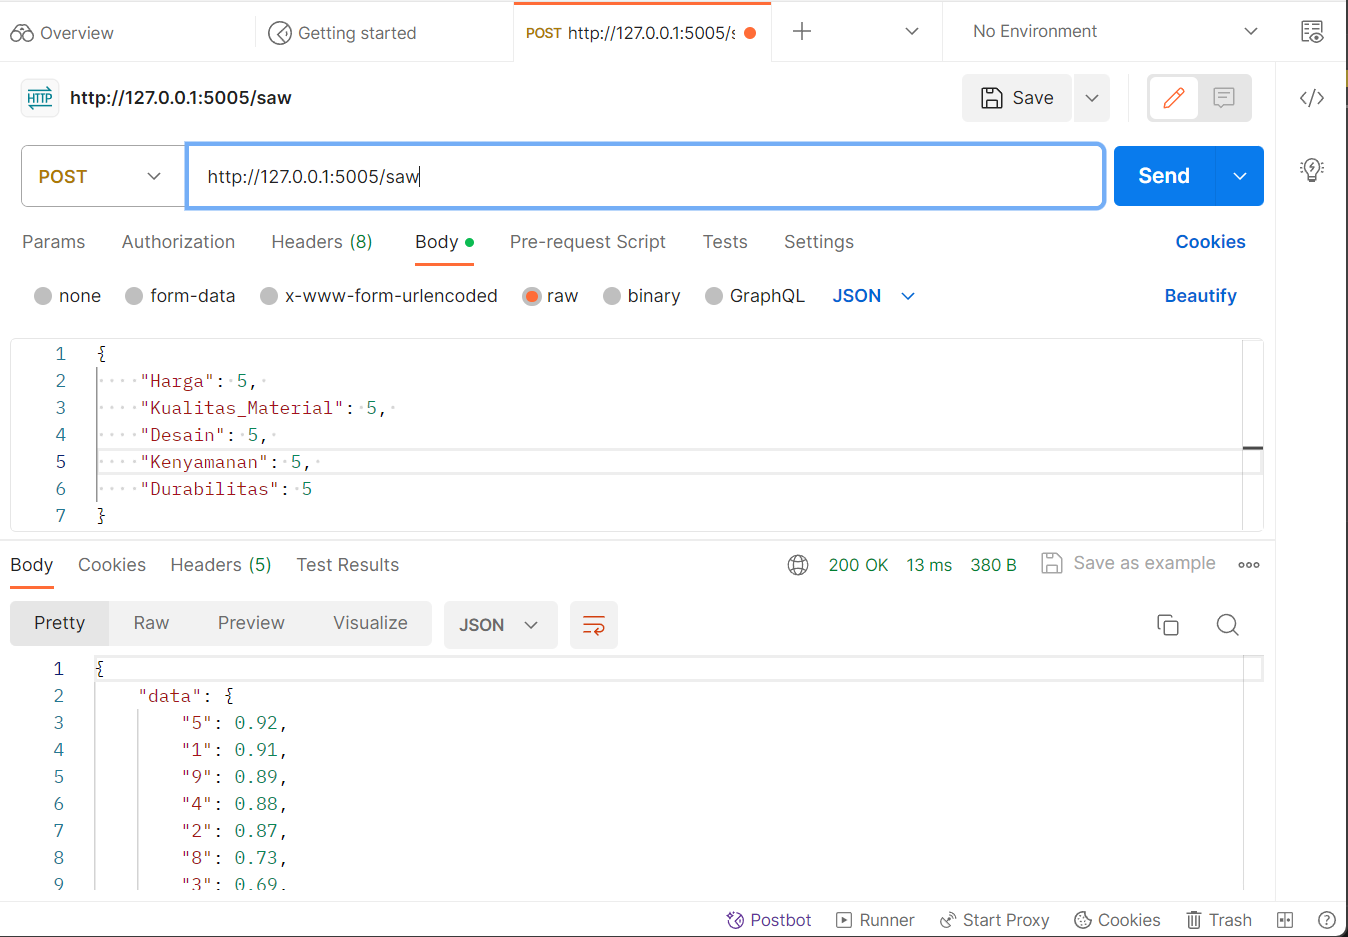 Overview
Getting started
POST http://127.0.0.1:5005/s
No Environment
HTTP http://127.0.0.1:5005/saw
Save
POST
http://127.0.0.1:5005/saw
Send
Params Authorization Headers (8) Body Pre-request Script Tests Settings Cookies
none form-data x-www-form-urlencoded raw binary GraphQL JSON Beautify
1 {
2 "Harga": 5,
3 "Kualitas_Material": 5,
4 "Desain": 5,
5 "Kenyamanan": 5,
6 "Durabilitas": 5
7 }
Body Cookies Headers (5) Test Results 200 OK 13 ms 380 B Save as example
Pretty Raw Preview Visualize JSON
1 {
2 "data": {
3 "5": 0.92,
4 "1": 0.91,
5 "9": 0.89,
6 "4": 0.88,
7 "2": 0.87,
8 "8": 0.73,
9 "3": 0.69,
Postbot Runner Start Proxy Cookies Trash